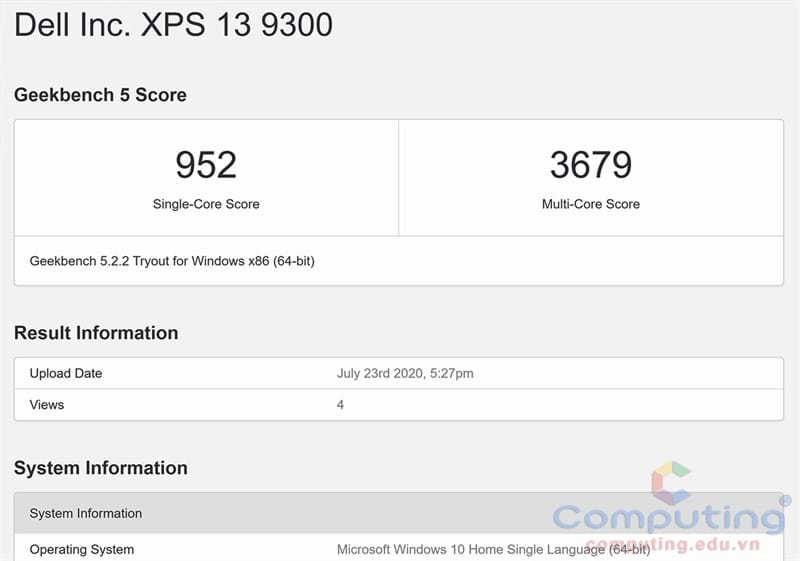 Dell Inc. XPS 13 9300
Geekbench 5 Score
952
Single-Core Score
3679
Multi-Core Score
Geekbench 5.2.2 Tryout for Windows x86 (64-bit)
Result Information
Upload Date July 23rd 2020, 5:27pm
Views 4
System Information
System Information
Computing®
Operating System Microsoft Windows 10 Home Single Language (64-bit)
computing.edu.vn